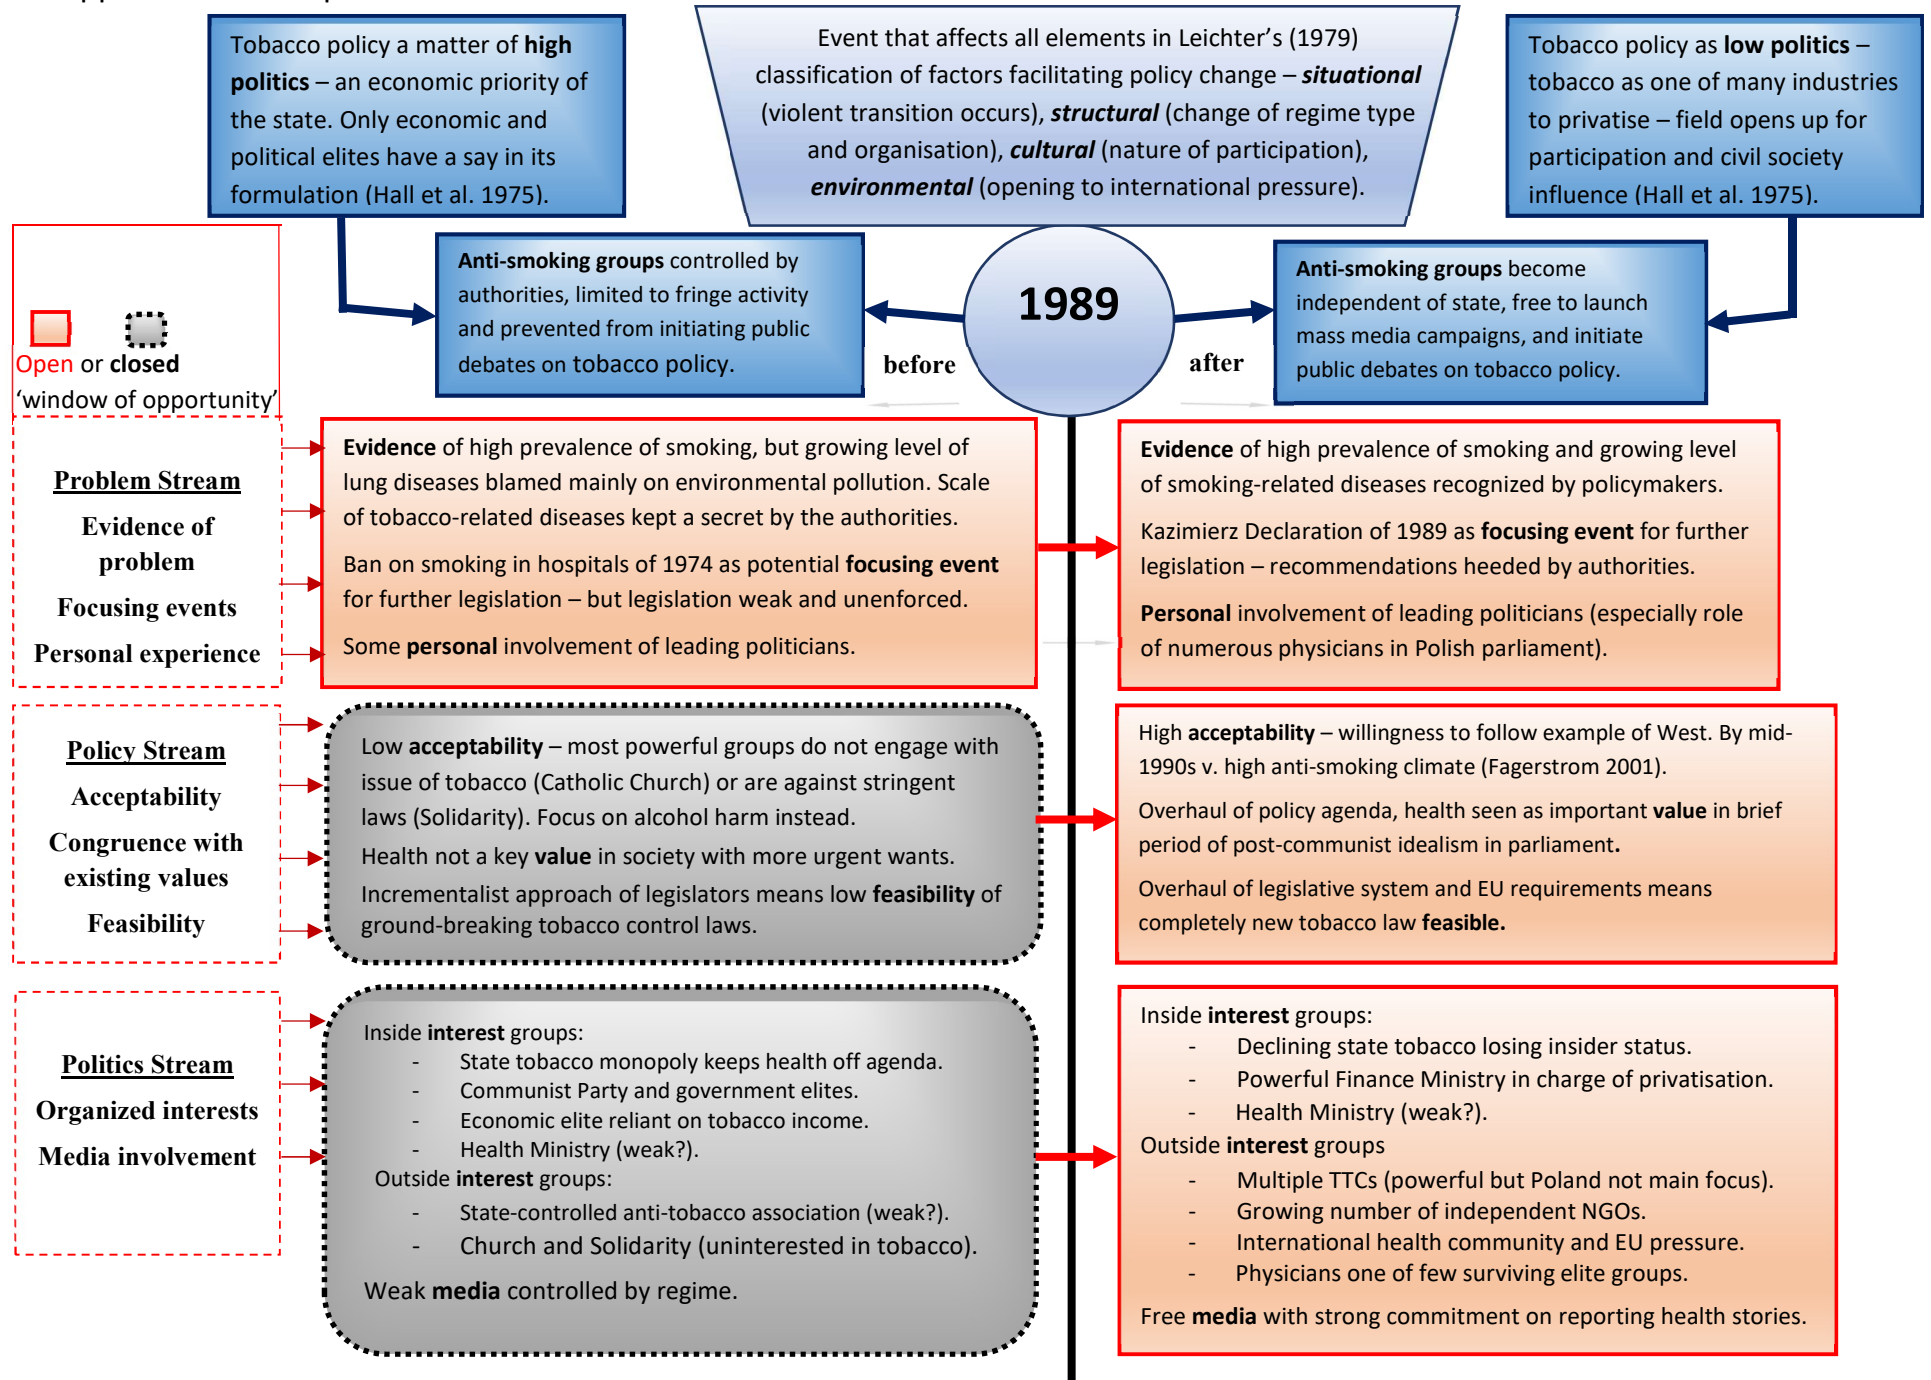 Tobacco policy a matter of high
politics – an economic priority of
the state. Only economic and
political elites have a say in its
formulation (Hall et al. 1975).
Event that affects all elements in Leichter’s (1979)
classification of factors facilitating policy change – situational
(violent transition occurs), structural (change of regime type
and organisation), cultural (nature of participation),
environmental (opening to international pressure).
Tobacco policy as low politics –
tobacco as one of many industries
to privatise – field opens up for
participation and civil society
influence (Hall et al. 1975).
Anti-smoking groups controlled by
authorities, limited to fringe activity
and prevented from initiating public
debates on tobacco policy.
before
1989
after
Anti-smoking groups become
independent of state, free to launch
mass media campaigns, and initiate
public debates on tobacco policy.
Open or closed
‘window of opportunity’
Problem Stream
Evidence of
problem
Focusing events
Personal experience
Evidence of high prevalence of smoking, but growing level of
lung diseases blamed mainly on environmental pollution. Scale
of tobacco-related diseases kept a secret by the authorities.
Ban on smoking in hospitals of 1974 as potential focusing event
for further legislation – but legislation weak and unenforced.
Some personal involvement of leading politicians.
Evidence of high prevalence of smoking and growing level
of smoking-related diseases recognized by policymakers.
Kazimierz Declaration of 1989 as focusing event for further
legislation – recommendations heeded by authorities.
Personal involvement of leading politicians (especially role
of numerous physicians in Polish parliament).
Policy Stream
Acceptability
Congruence with
existing values
Feasibility
Low acceptability – most powerful groups do not engage with
issue of tobacco (Catholic Church) or are against stringent
laws (Solidarity). Focus on alcohol harm instead.
Health not a key value in society with more urgent wants.
Incrementalist approach of legislators means low feasibility of
ground-breaking tobacco control laws.
High acceptability – willingness to follow example of West. By mid-
1990s v. high anti-smoking climate (Fagerstrom 2001).
Overhaul of policy agenda, health seen as important value in brief
period of post-communist idealism in parliament.
Overhaul of legislative system and EU requirements means
completely new tobacco law feasible.
Politics Stream
Organized interests
Media involvement
Inside interest groups:
- State tobacco monopoly keeps health off agenda.
- Communist Party and government elites.
- Economic elite reliant on tobacco income.
- Health Ministry (weak?).
Outside interest groups:
- State-controlled anti-tobacco association (weak?).
- Church and Solidarity (uninterested in tobacco).
Weak media controlled by regime.
Inside interest groups:
- Declining state tobacco losing insider status.
- Powerful Finance Ministry in charge of privatisation.
- Health Ministry (weak?).
Outside interest groups
- Multiple TTCs (powerful but Poland not main focus).
- Growing number of independent NGOs.
- International health community and EU pressure.
- Physicians one of few surviving elite groups.
Free media with strong commitment on reporting health stories.